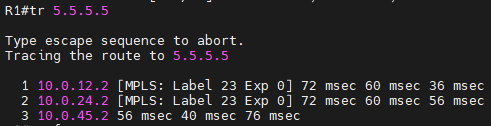 R1#tr 5.5.5.5
Type escape sequence to abort.
Tracing the route to 5.5.5.5
1 10.0.12.2 [MPLS: Label 23 Exp 0] 72 msec 60 msec 36 msec
2 10.0.24.2 [MPLS: Label 23 Exp 0] 72 msec 60 msec 56 msec
3 10.0.45.2 56 msec 40 msec 76 msec